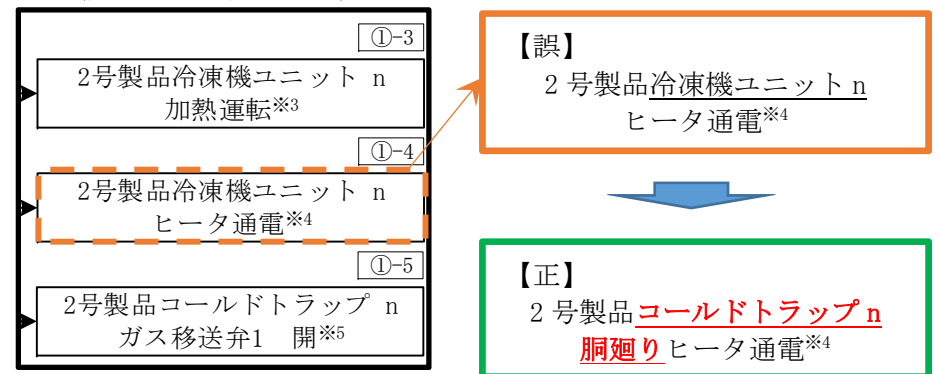 ①-3
2号製品冷凍機ユニット n
加熱運転※3
①-4
2号製品冷凍機ユニット n
ヒータ通電※4
①-5
2号製品コールドトラップ n
ガス移送弁1 開※5
【誤】
2号製品冷凍機ユニットn
ヒータ通電※4
【正】
2号製品コールドトラップn
胴廻りヒータ通電※4